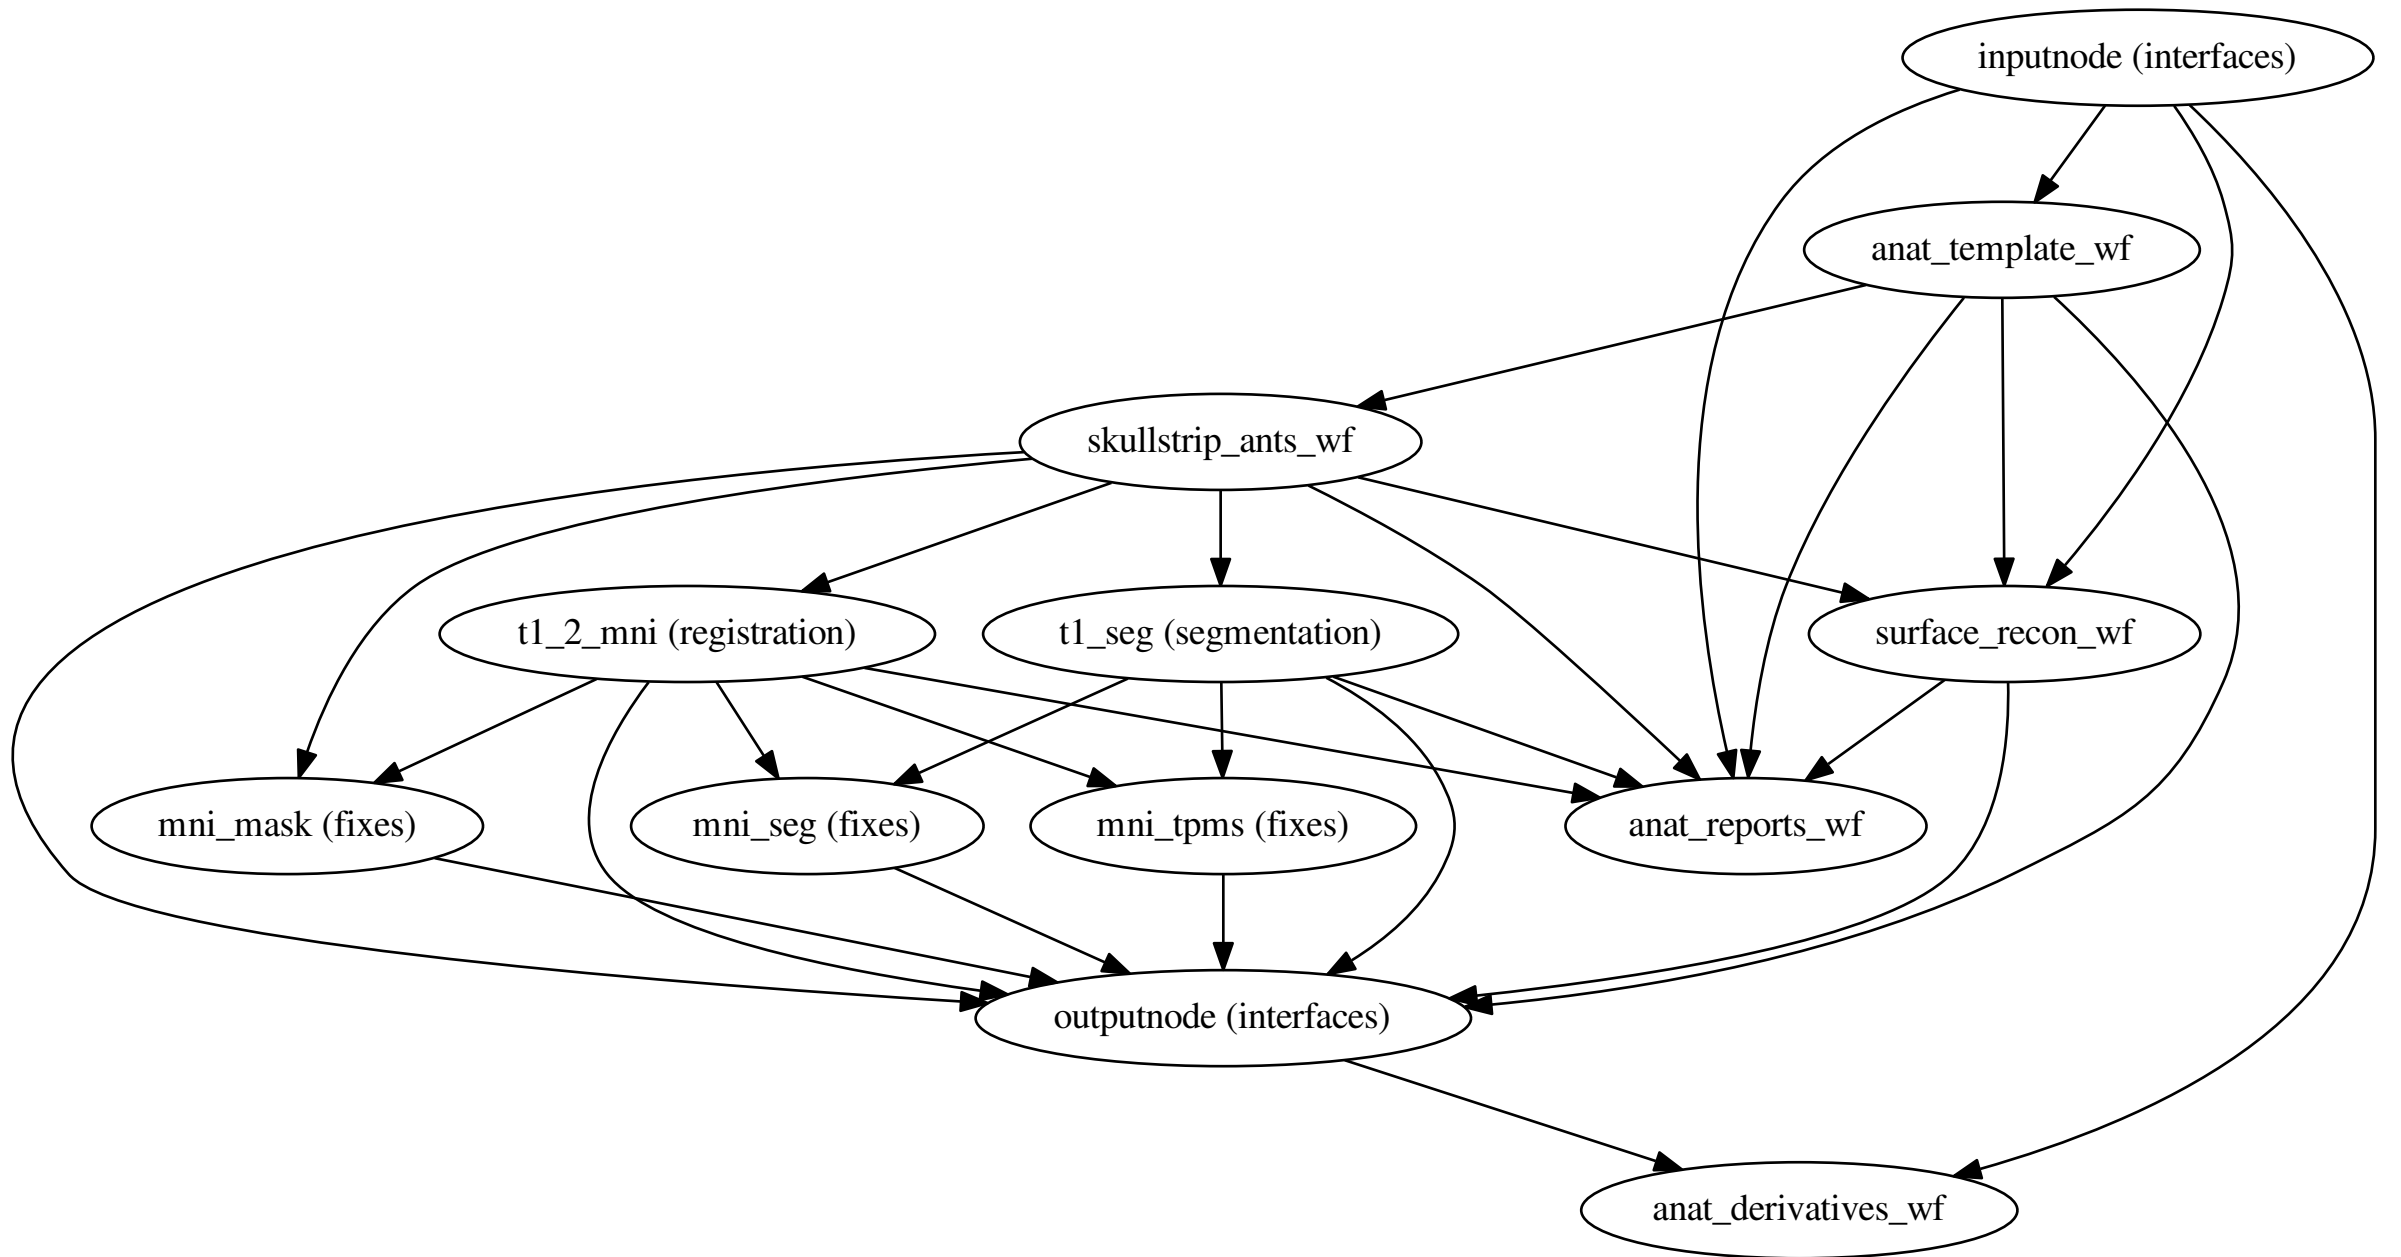 inputnode (interfaces)
anat_template_wf
skullstrip_ants_wf
t1_2_mni (registration)
t1_seg (segmentation)
surface_recon_wf
mni_mask (fixes)
mni_seg (fixes)
mni_tpms (fixes)
anat_reports_wf
outputnode (interfaces)
anat_derivatives_wf